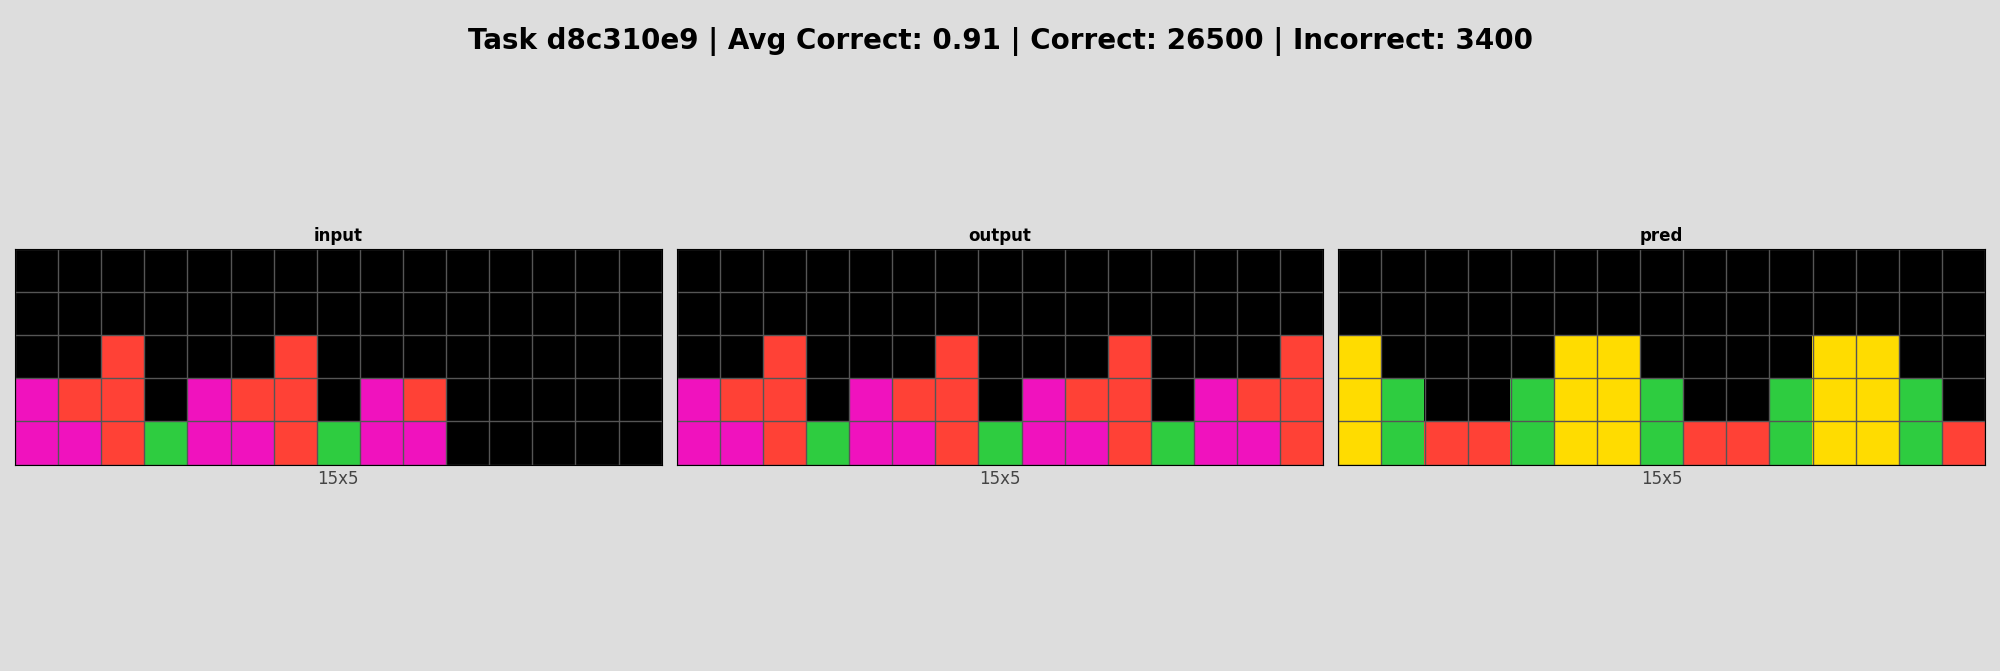 Task d8c310e9 | Avg Correct: 0.91 | Correct: 26500 | Incorrect: 3400
input
output
pred
15x5
15x5
15x5